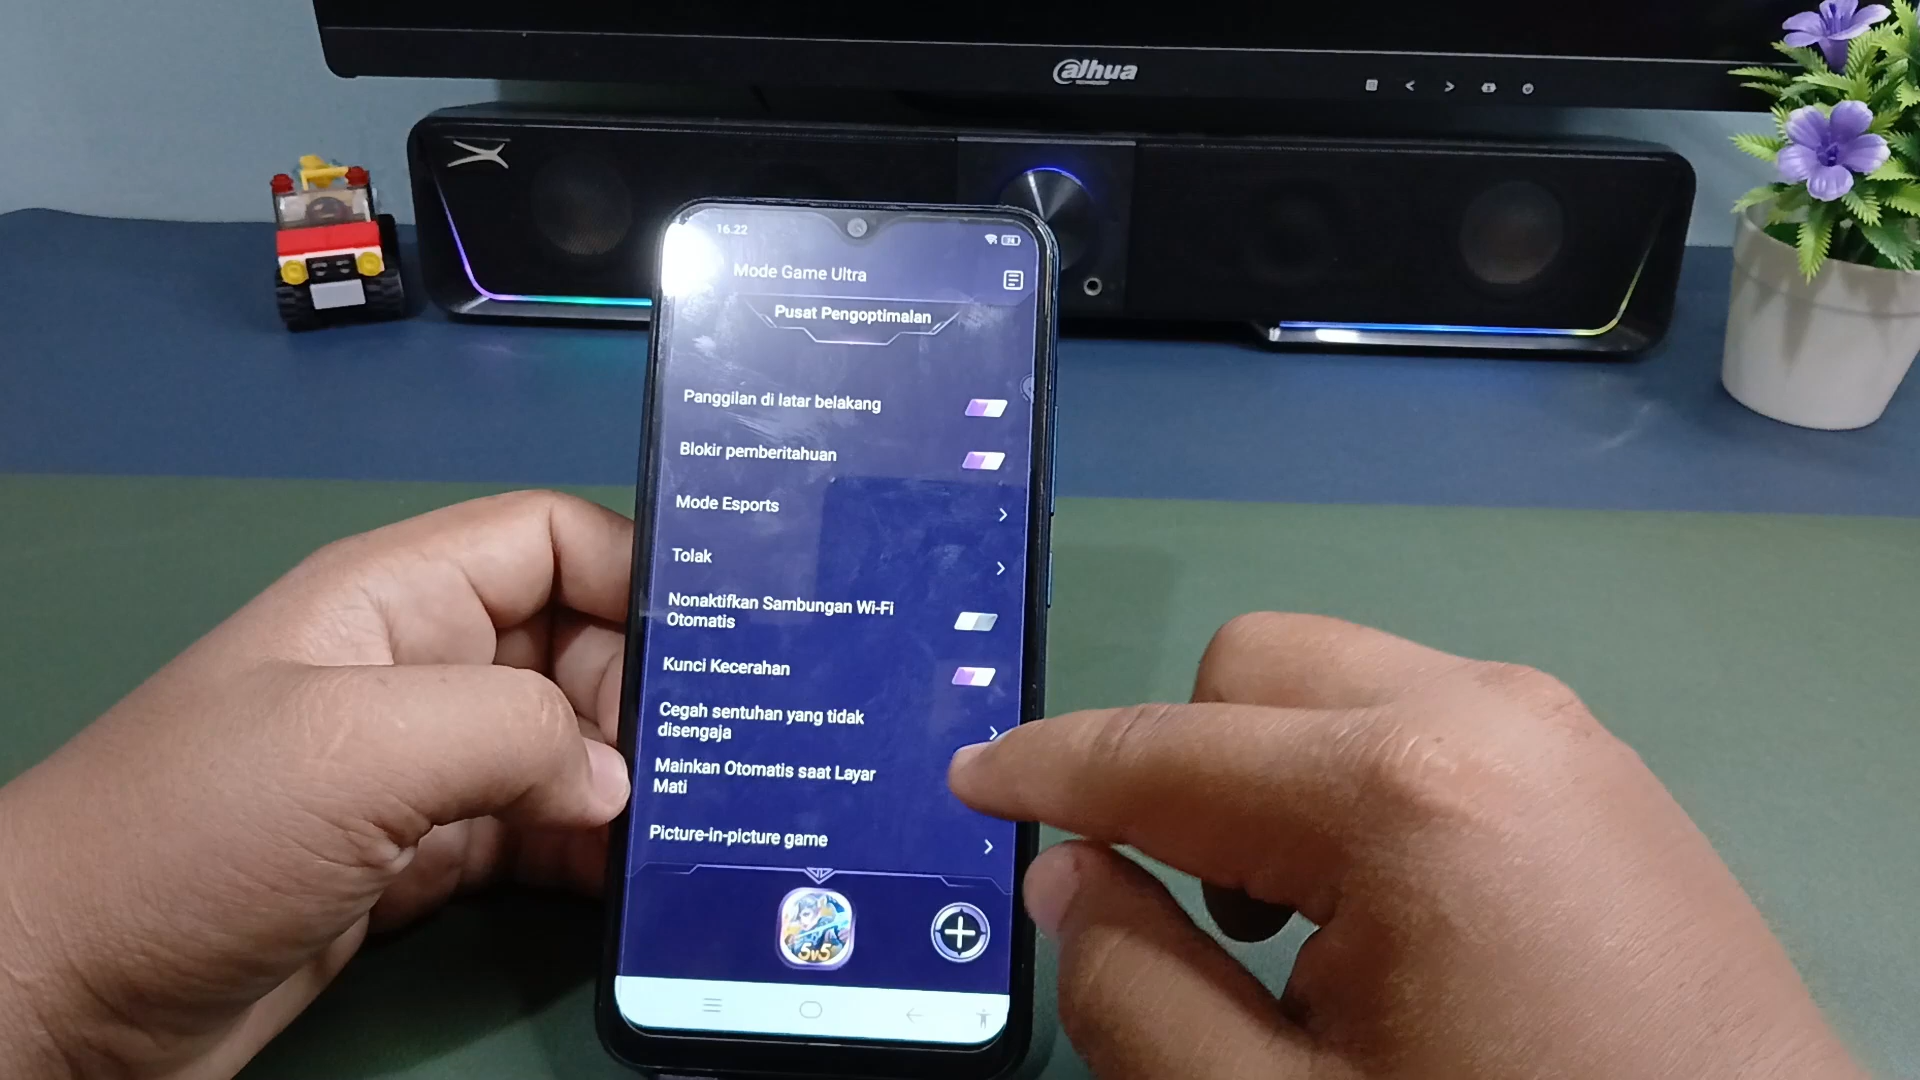 alhua
16.22
Mode Game Ultra
Pusat Pengoptimalan
Panggilan di latar belakang
Blokir pemberitahuan
Mode Esports
Tolak
Nonaktifkan Sambungan Wi-Fi
Otomatis
Kunci Kecerahan
Cegah sentuhan yang tidak
disengaja
Mainkan Otomatis saat Layar
Mati
Picture-in-picture game
5v5